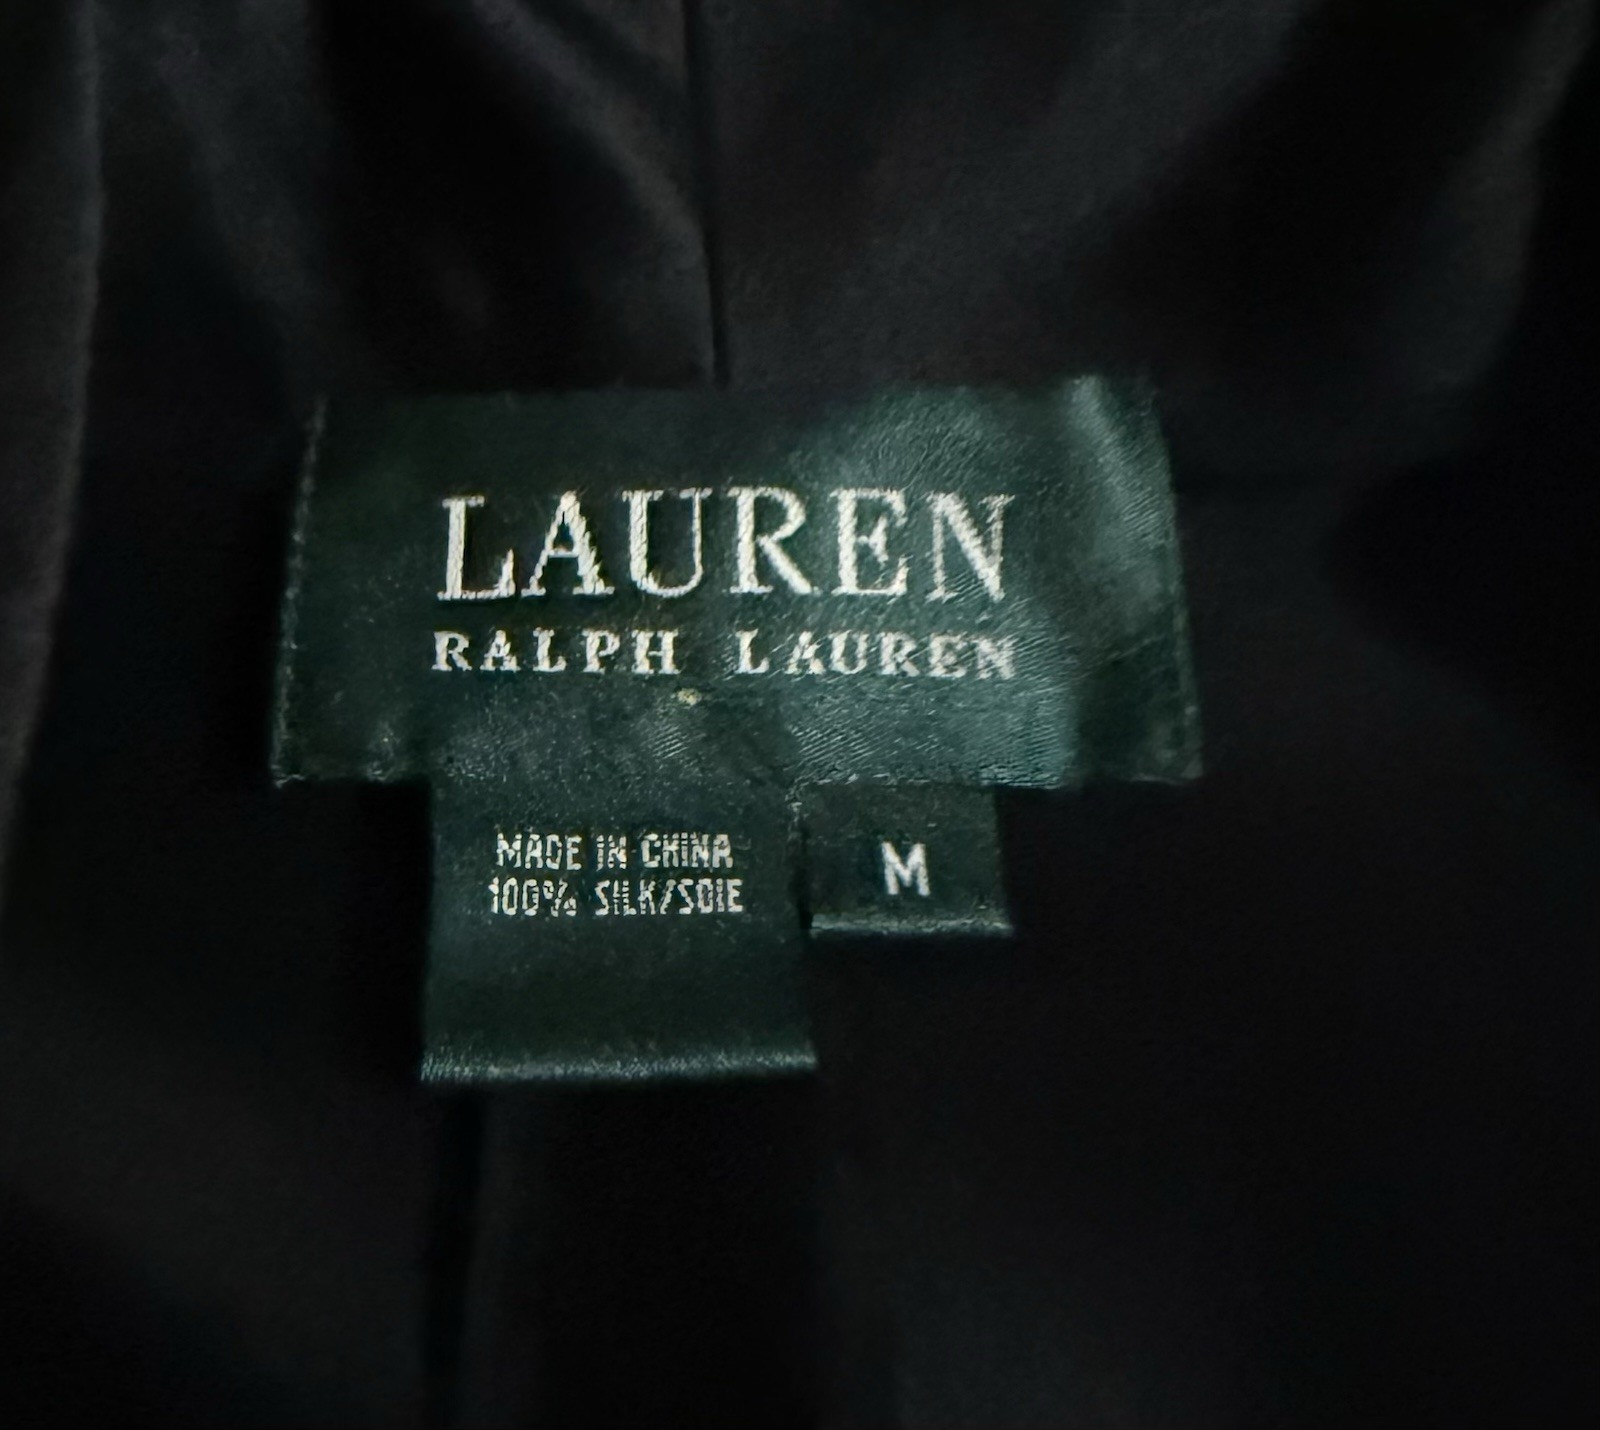 LAUREN
RALPH LAUREN
MADE IN CHINA
100% SILK/SOIE
M